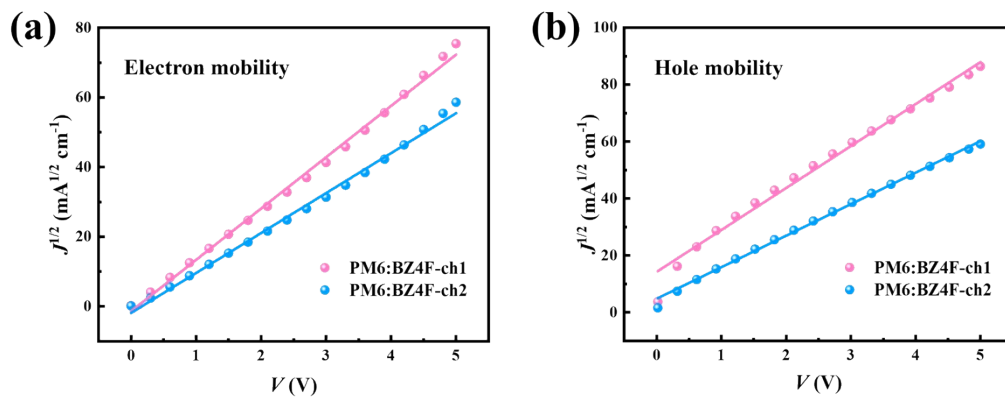 (a)
Electron mobility
80
60
40
20
0
J1/2 (mA1/2 cm-1)
PM6:BZ4F-ch1
PM6:BZ4F-ch2
0 1 2 3 4 5
V (V)
(b)
Hole mobility
100
80
60
40
20
0
J1/2 (mA1/2 cm-1)
PM6:BZ4F-ch1
PM6:BZ4F-ch2
0 1 2 3 4 5
V (V)